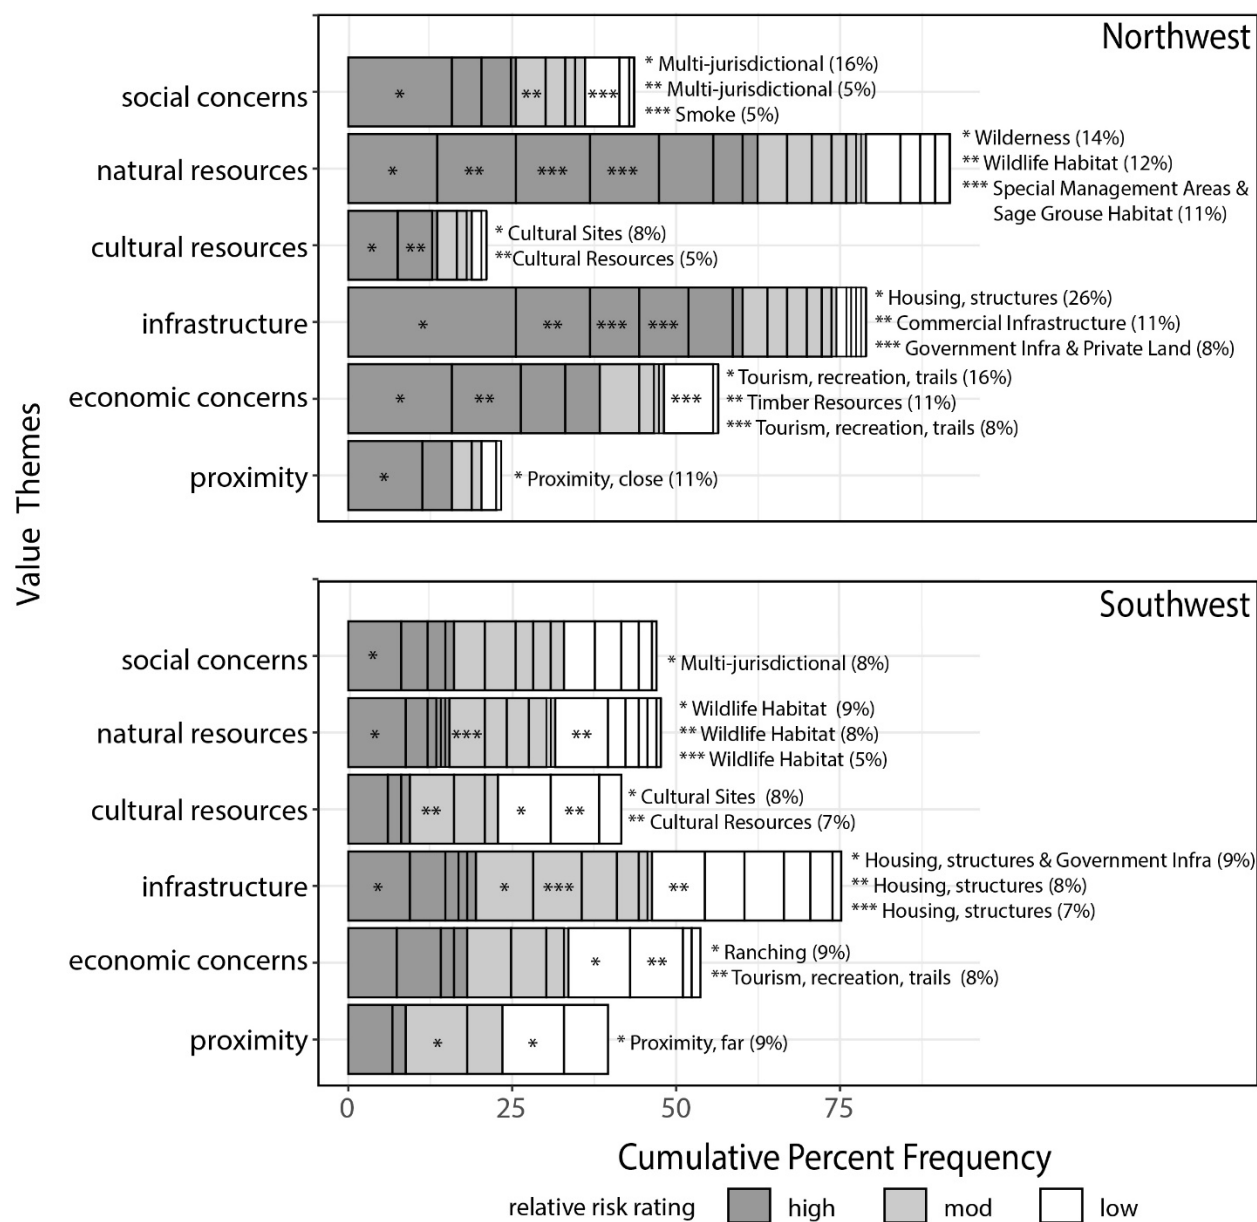 Northwest
social concerns
*
**
***
* Multi-jurisdictional (16%)
** Multi-jurisdictional (5%)
*** Smoke (5%)
natural resources
*
**
***
***
* Wilderness (14%)
** Wildlife Habitat (12%)
*** Special Management Areas &
Sage Grouse Habitat (11%)
cultural resources
*
**
* Cultural Sites (8%)
**Cultural Resources (5%)
infrastructure
*
**
***
***
* Housing, structures (26%)
** Commercial Infrastructure (11%)
*** Government Infra & Private Land (8%)
economic concerns
*
**
***
* Tourism, recreation, trails (16%)
** Timber Resources (11%)
*** Tourism, recreation, trails (8%)
proximity
*
* Proximity, close (11%)
Value Themes
Southwest
social concerns
*
* Multi-jurisdictional (8%)
natural resources
*
***
**
* Wildlife Habitat (9%)
** Wildlife Habitat (8%)
*** Wildlife Habitat (5%)
cultural resources
**
*
**
* Cultural Sites (8%)
** Cultural Resources (7%)
infrastructure
*
*
***
**
* Housing, structures & Government Infra (9%)
** Housing, structures (8%)
*** Housing, structures (7%)
economic concerns
*
**
* Ranching (9%)
** Tourism, recreation, trails (8%)
proximity
*
*
* Proximity, far (9%)
0 25 50 75
Cumulative Percent Frequency
relative risk rating high mod low